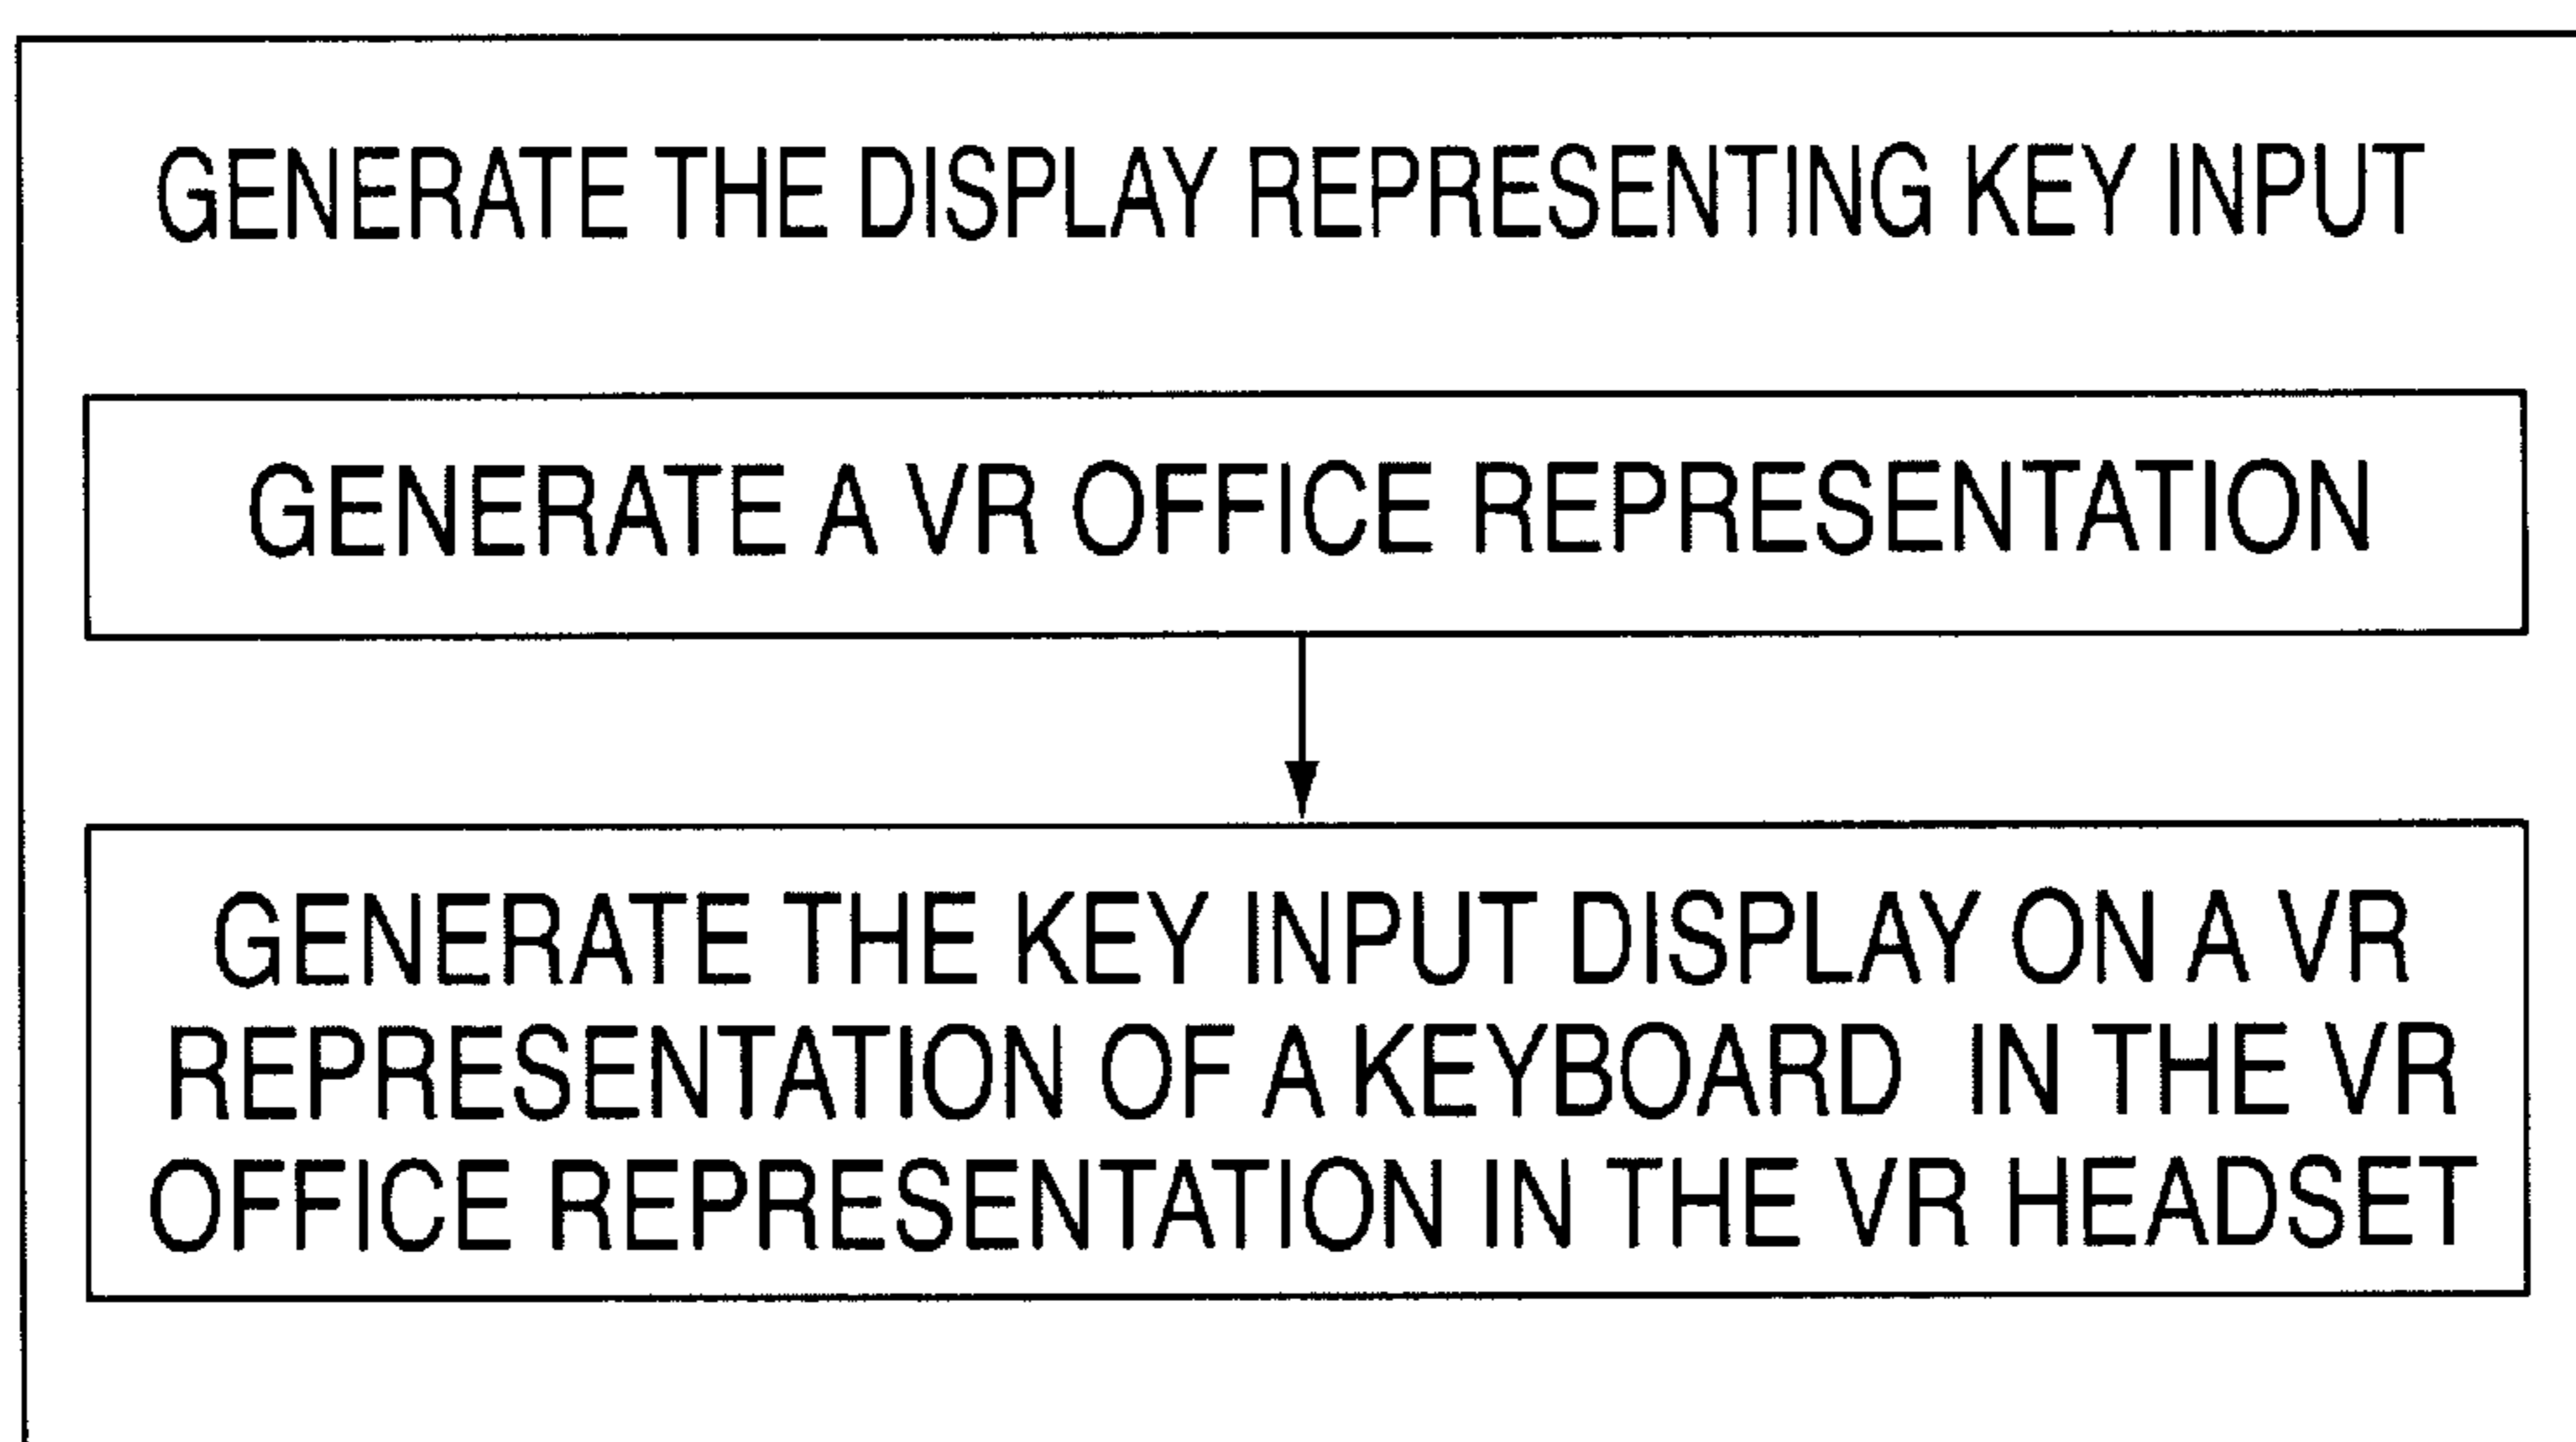 GENERATE THE DISPLAY REPRESENTING KEY INPUT
GENERATE A VR OFFICE REPRESENTATION
GENERATE THE KEY INPUT DISPLAY ON A VR
REPRESENTATION OF A KEYBOARD IN THE VR
OFFICE REPRESENTATION IN THE VR HEADSET